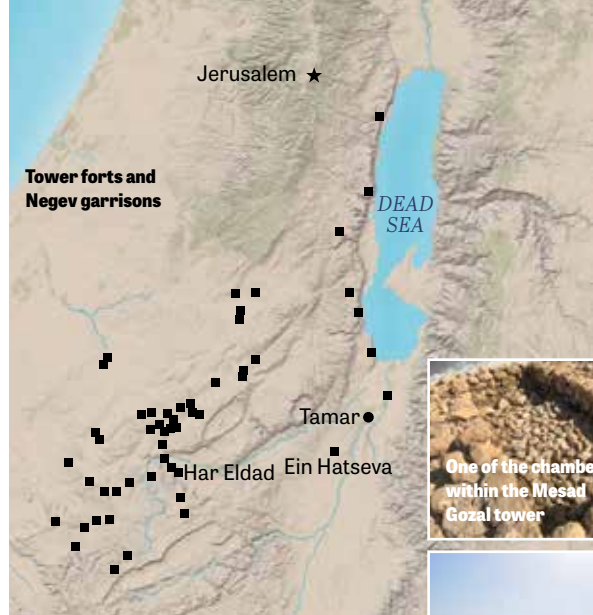 Jerusalem
Tower forts and
Negev garrisons
DEAD
SEA
Tamar
Har Eldad
Ein Hatseva
One of the
within the Mesad
Gozal tower